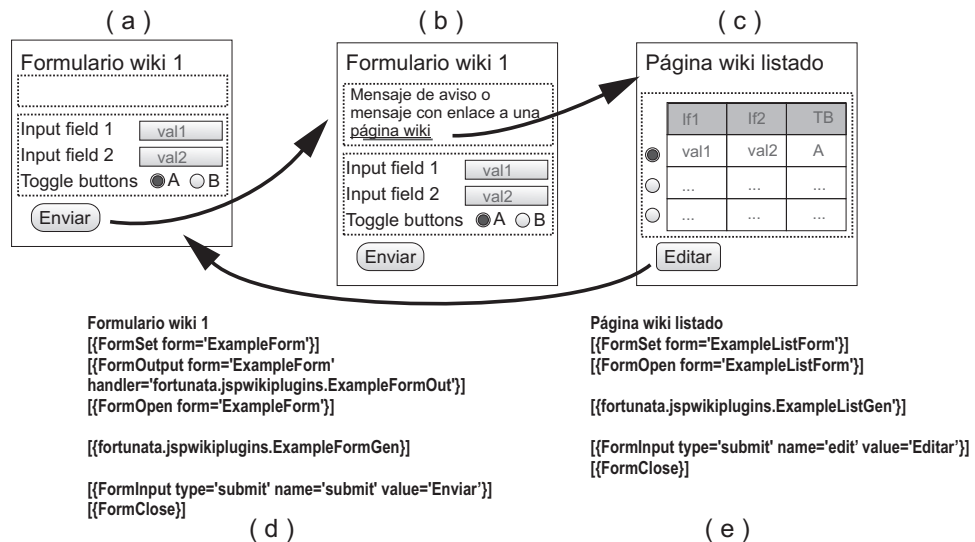 ( a )
Formulario wiki 1
Input field 1 val1
Input field 2 val2
Toggle buttons A B
Enviar
( b )
Formulario wiki 1
Mensaje de aviso o
mensaje con enlace a una
página wiki
Input field 1 val1
Input field 2 val2
Toggle buttons A B
Enviar
( c )
Página wiki listado
If1 If2 TB
val1 val2 A
... ... ...
... ... ...
Editar
Formulario wiki 1
[{FormSet form='ExampleForm'}]
[{FormOutput form='ExampleForm'
handler='fortunata.jspwikiplugins.ExampleFormOut'}]
[{FormOpen form='ExampleForm'}]
[{fortunata.jspwikiplugins.ExampleFormGen}]
[{FormInput type='submit' name='submit' value='Enviar’}]
[{FormClose}]
( d )
Página wiki listado
[{FormSet form='ExampleListForm'}]
[{FormOpen form='ExampleListForm'}]
[{fortunata.jspwikiplugins.ExampleListGen'}]
[{FormInput type='submit' name='edit’ value='Editar’}]
[{FormClose}]
( e )